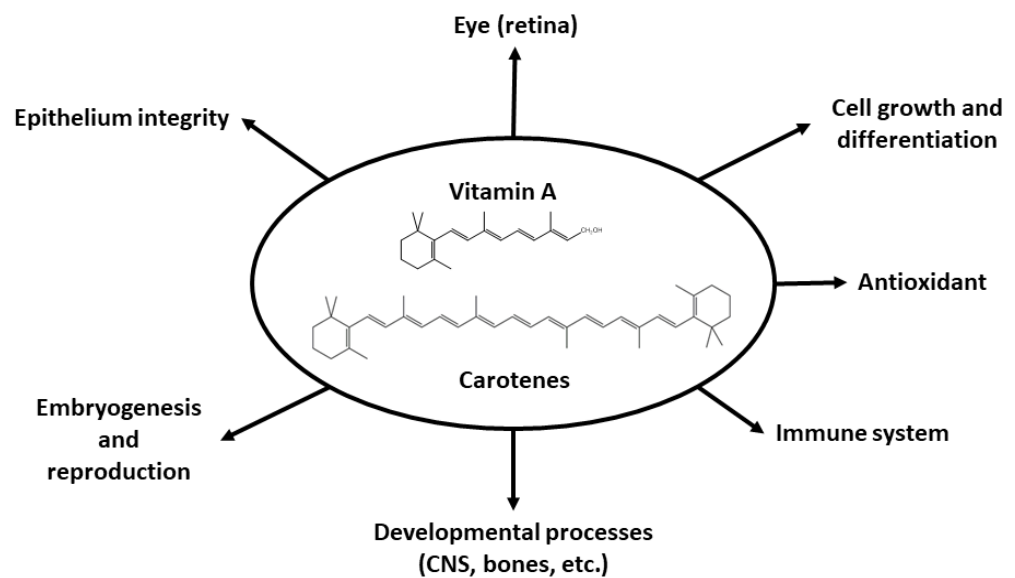 Eye (retina)
Epithelium integrity
Cell growth and
differentiation
Vitamin A
CH₂OH
Antioxidant
Carotenes
Embryogenesis
and
reproduction
Immune system
Developmental processes
(CNS, bones, etc.)